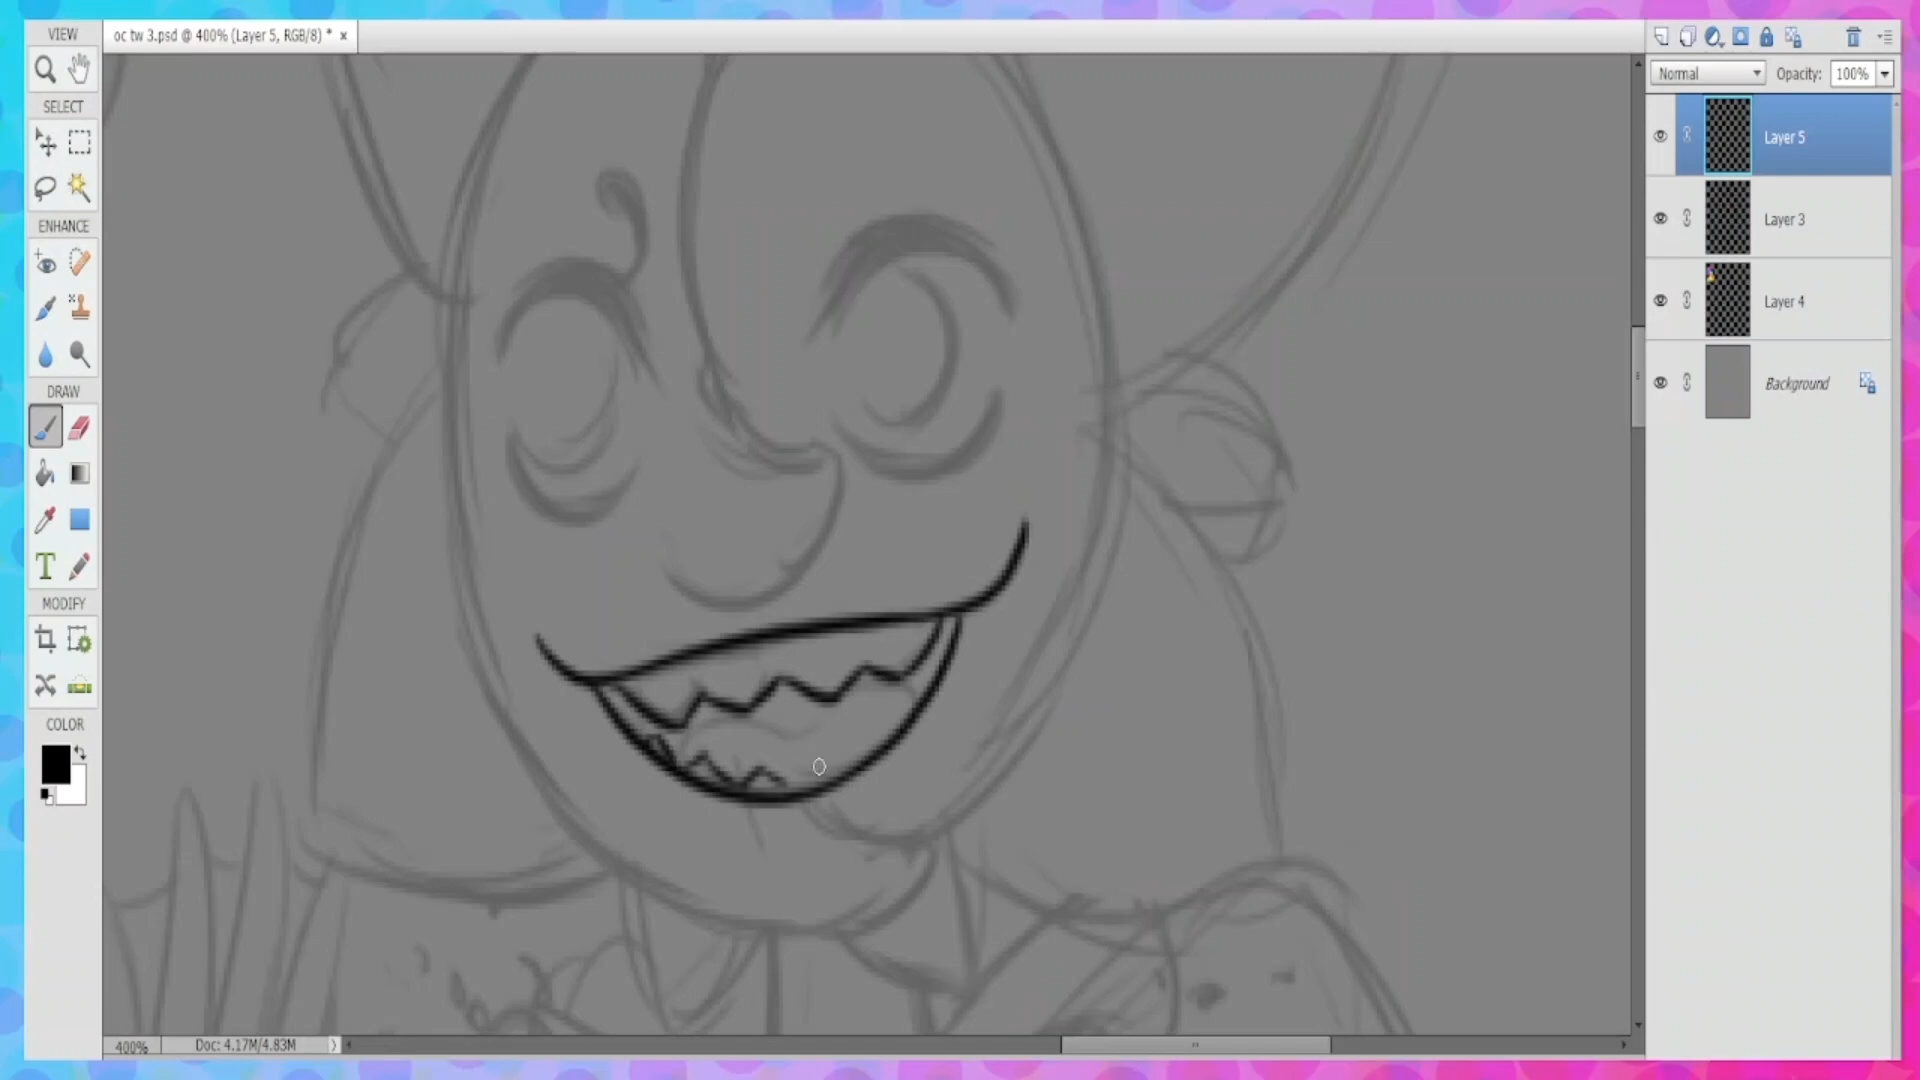 VIEW
oc tw 3.psd @ 400% (Layer 5, RGB/8) * x
Normal
Opacity: 100%
SELECT
Layer 5
Layer 3
ENHANCE
Layer 4
Background
DRAW
T
MODIFY
COLOR
400%
Doc: 4.17M/4.83M